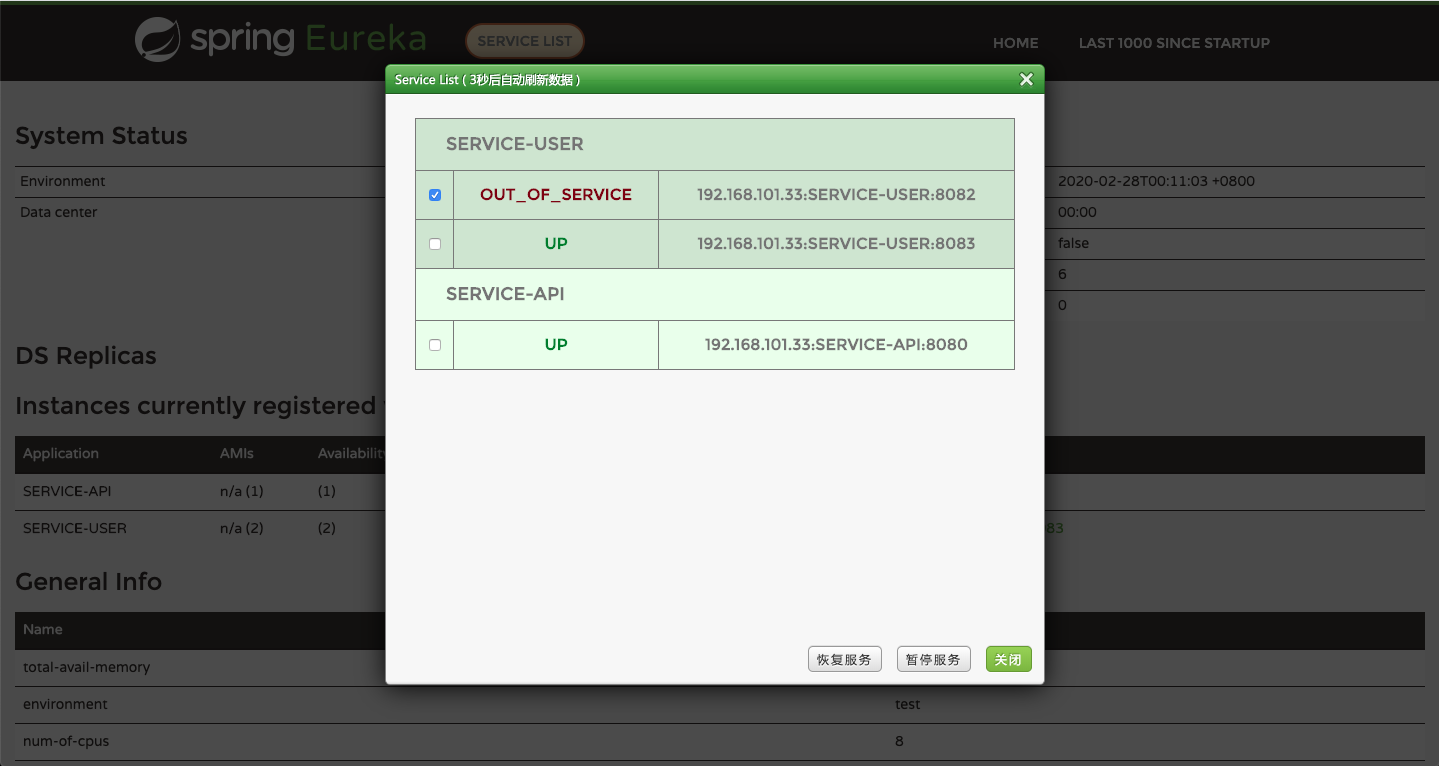 spring Eureka SERVICE LIST HOME LAST 1000 SINCE STARTUP
Service List ( 3秒后自动刷新数据 )
SERVICE-USER
OUT_OF_SERVICE 192.168.101.33:SERVICE-USER:8082
UP 192.168.101.33:SERVICE-USER:8083
SERVICE-API
UP 192.168.101.33:SERVICE-API:8080
恢复服务 暂停服务 关闭
System Status
Environment 2020-02-28T00:11:03 +0800
Data center 00:00
false
6
0
DS Replicas
Instances currently registered
Application AMIs Availability
SERVICE-API n/a (1) (1)
SERVICE-USER n/a (2) (2) 83
General Info
Name
total-avail-memory
environment test
num-of-cpus 8